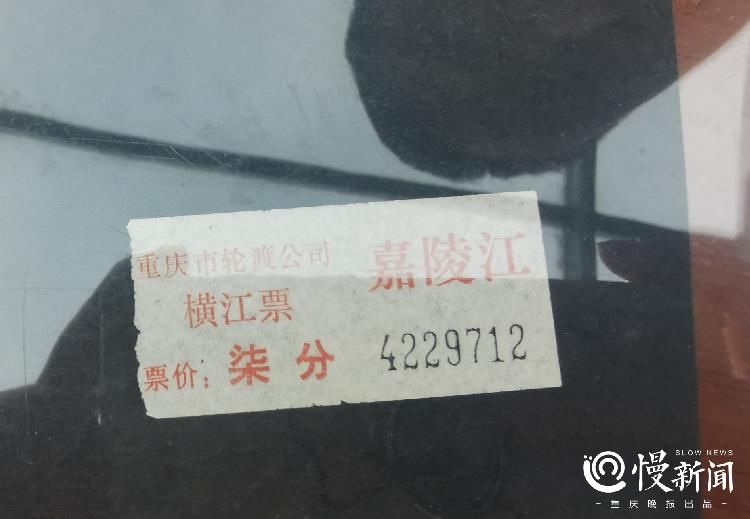 重庆市轮渡公司 嘉陵江
横江票
票价：柒分 4229712
SLOW NEWS
慢新闻
-重庆晚报出品-